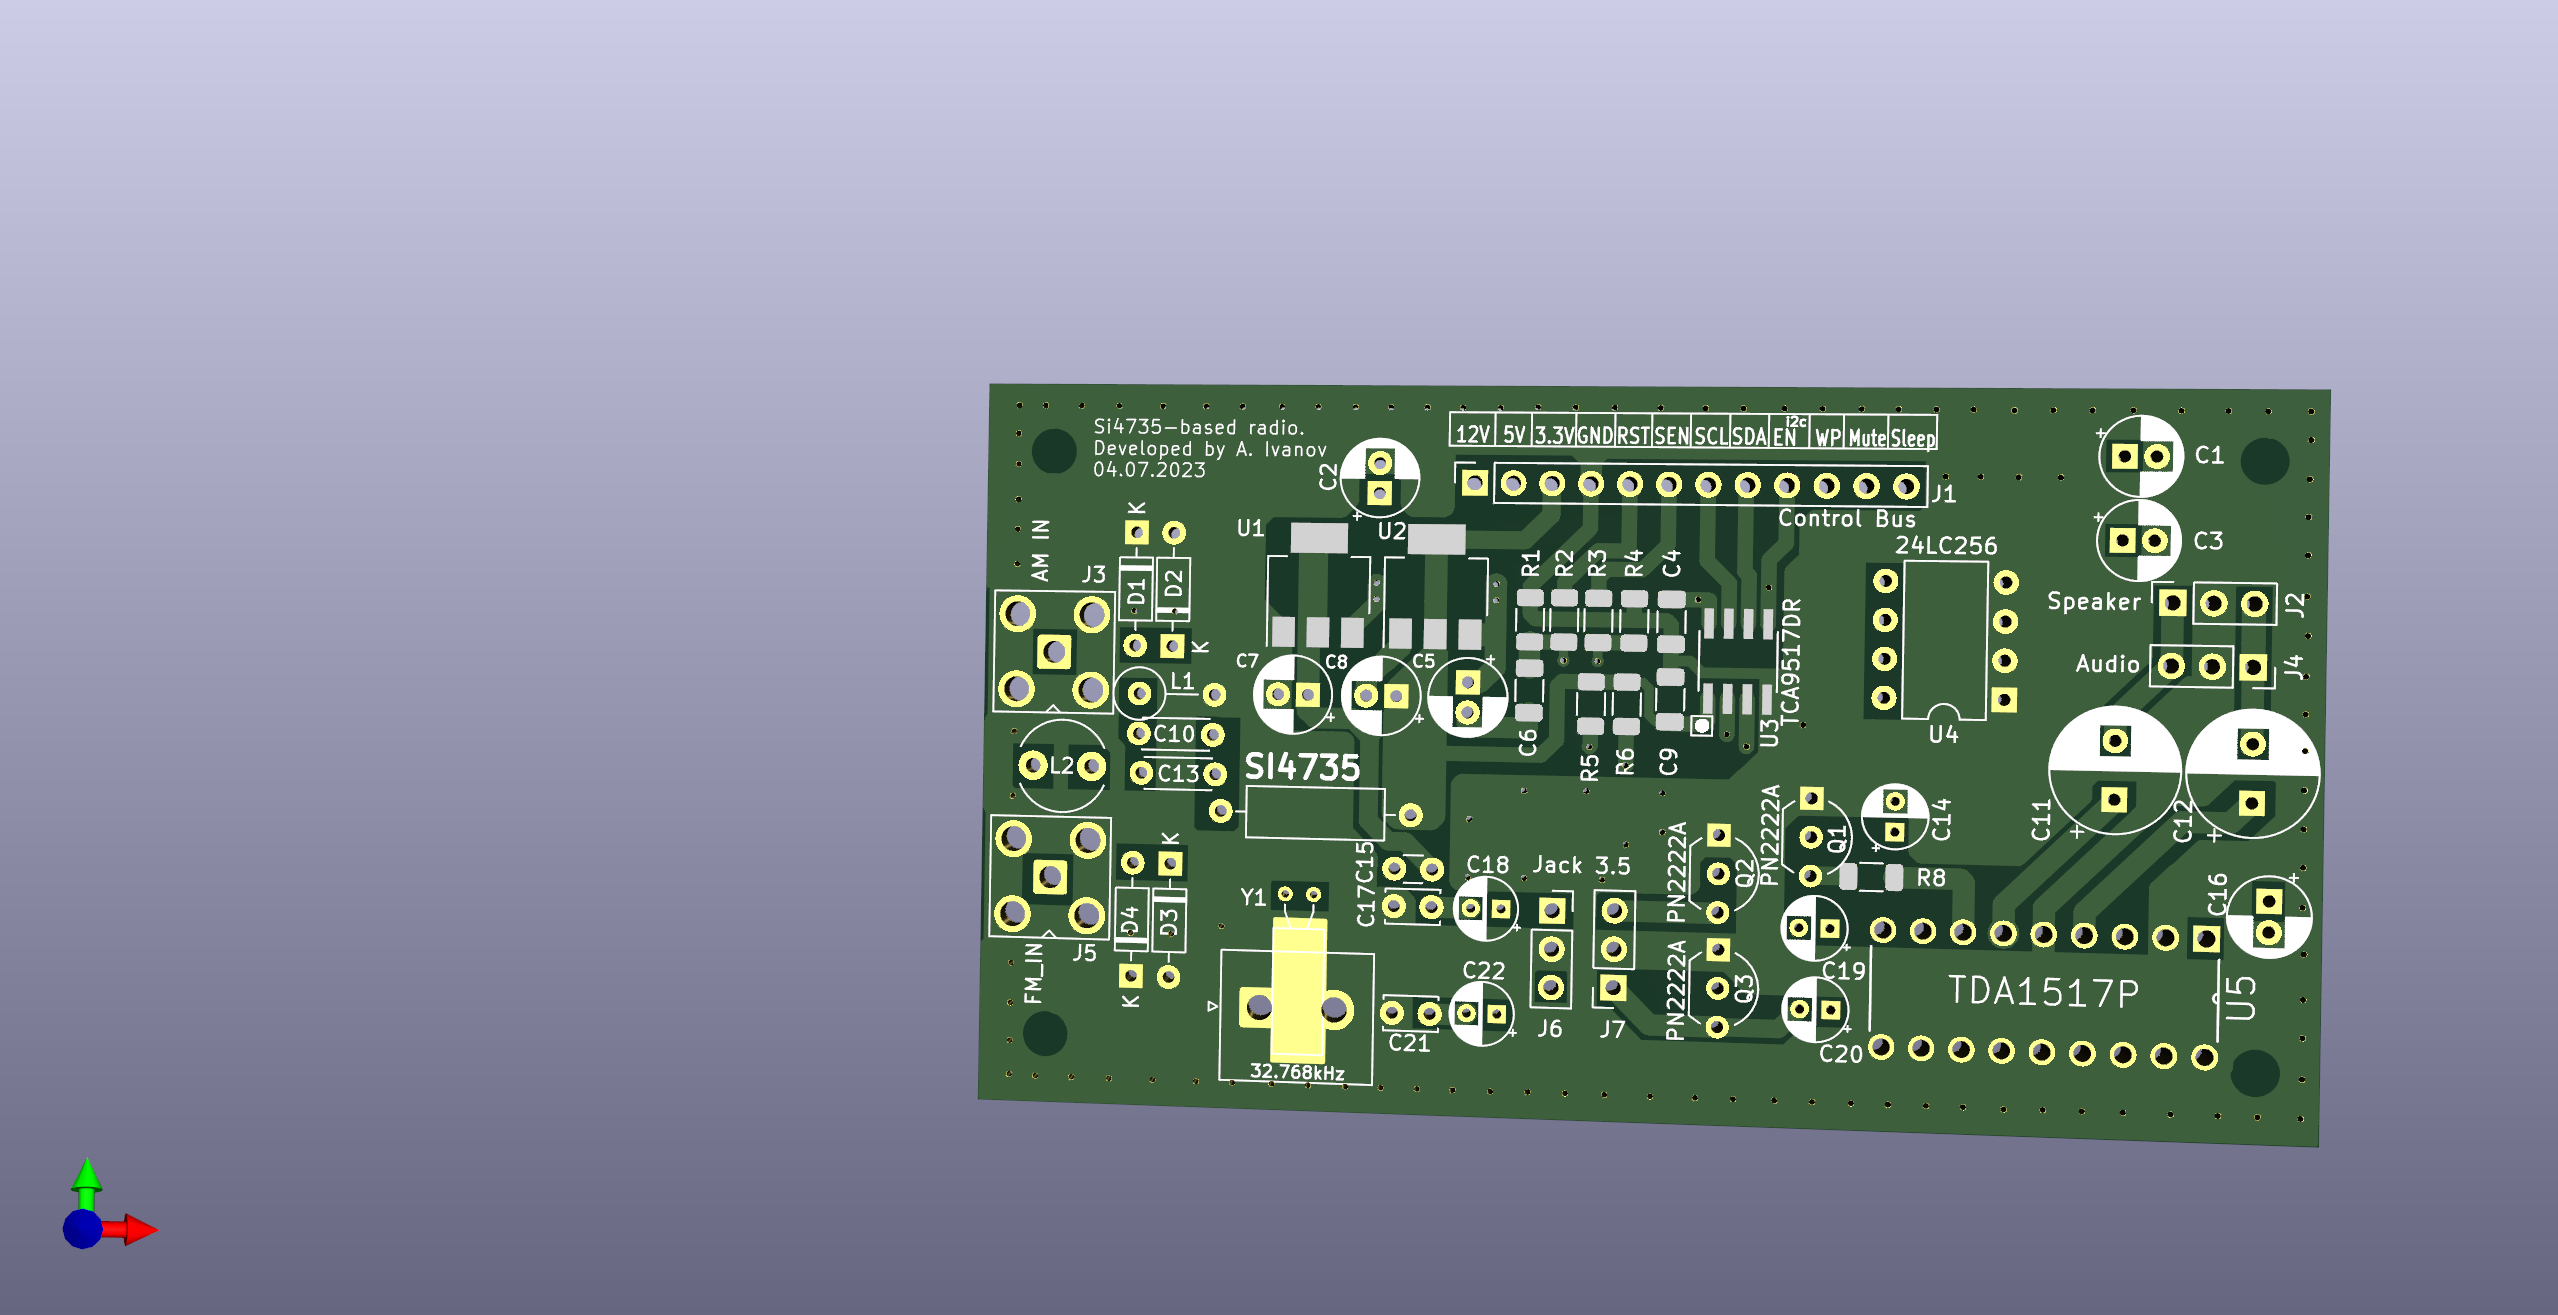 Si4735-based radio.
Developed by A. Ivanov
04.07.2023
12V 5V 3.3V GND RST SEN SCL SDA EN i2c WP Mute Sleep
J1
Control Bus
C1
C2
C3
U1
U2
K
AM IN
J3
D1
D2
K
R1
R2
R3
R4
C4
24LC256
Speaker
J2
Audio
J4
TCA9517DR
U3
U4
C7
C8
C5
L1
C10
L2
C13
SI4735
C6
R5
R6
C9
C11
C12
PN2222A
Q1
C14
PN2222A
Q2
R8
C15
C17
C18
Jack 3.5
C16
K
D4
D3
K
J5
FM_IN
Y1
32.768kHz
C22
C21
J6
J7
PN2222A
Q3
C19
C20
TDA1517P
U5